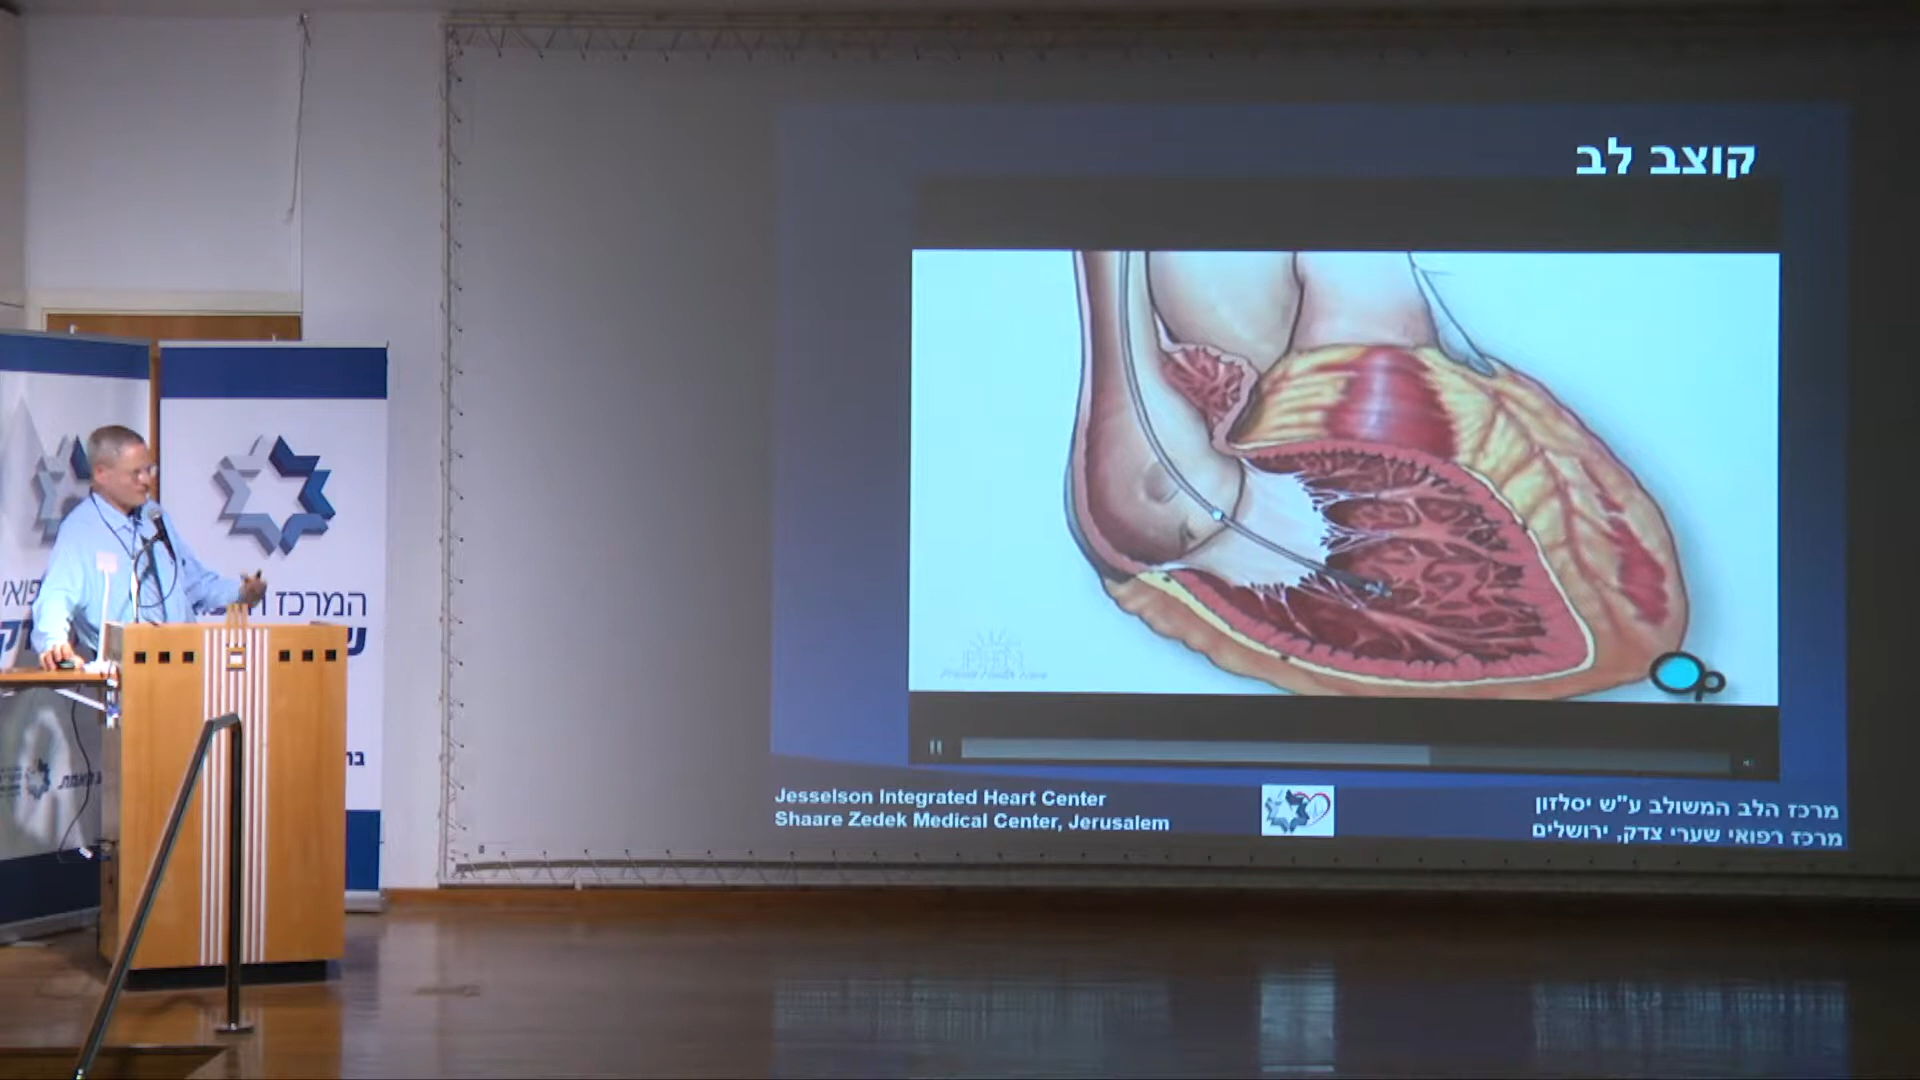 קוצב לב
המרכז
Jesselson Integrated Heart Center
Shaare Zedek Medical Center, Jerusalem
מרכז הלב המשולב ע"ש יסלזון
מרכז רפואי שערי צדק, ירושלים